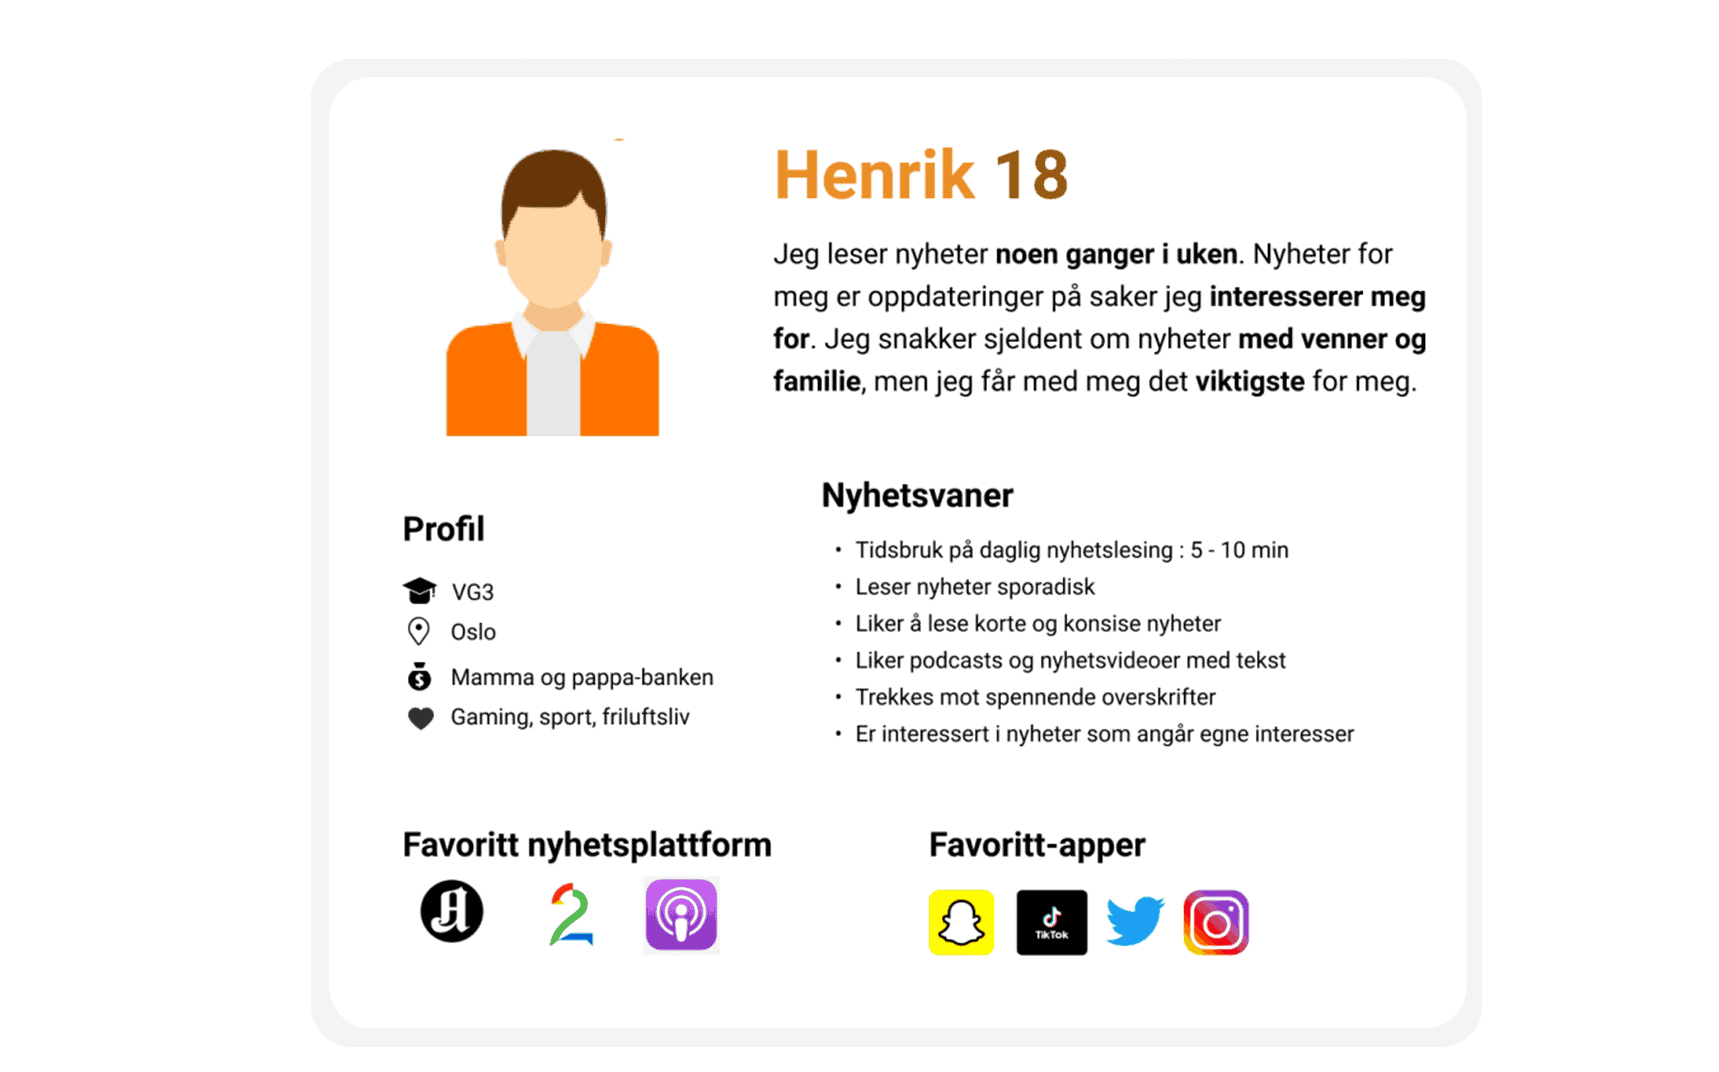 Henrik 18
Jeg leser nyheter noen ganger i uken. Nyheter for
meg er oppdateringer på saker jeg interesserer meg
for. Jeg snakker sjeldent om nyheter med venner og
familie, men jeg får med meg det viktigste for meg.
Profil
VG3
Oslo
Mamma og pappa-banken
Gaming, sport, friluftsliv
Nyhetsvaner
• Tidsbruk på daglig nyhetslesing : 5 - 10 min
• Leser nyheter sporadisk
• Liker å lese korte og konsise nyheter
• Liker podcasts og nyhetsvideoer med tekst
• Trekkes mot spennende overskrifter
• Er interessert i nyheter som angår egne interesser
Favoritt nyhetsplattform
A
2
Favoritt-apper
TikTok